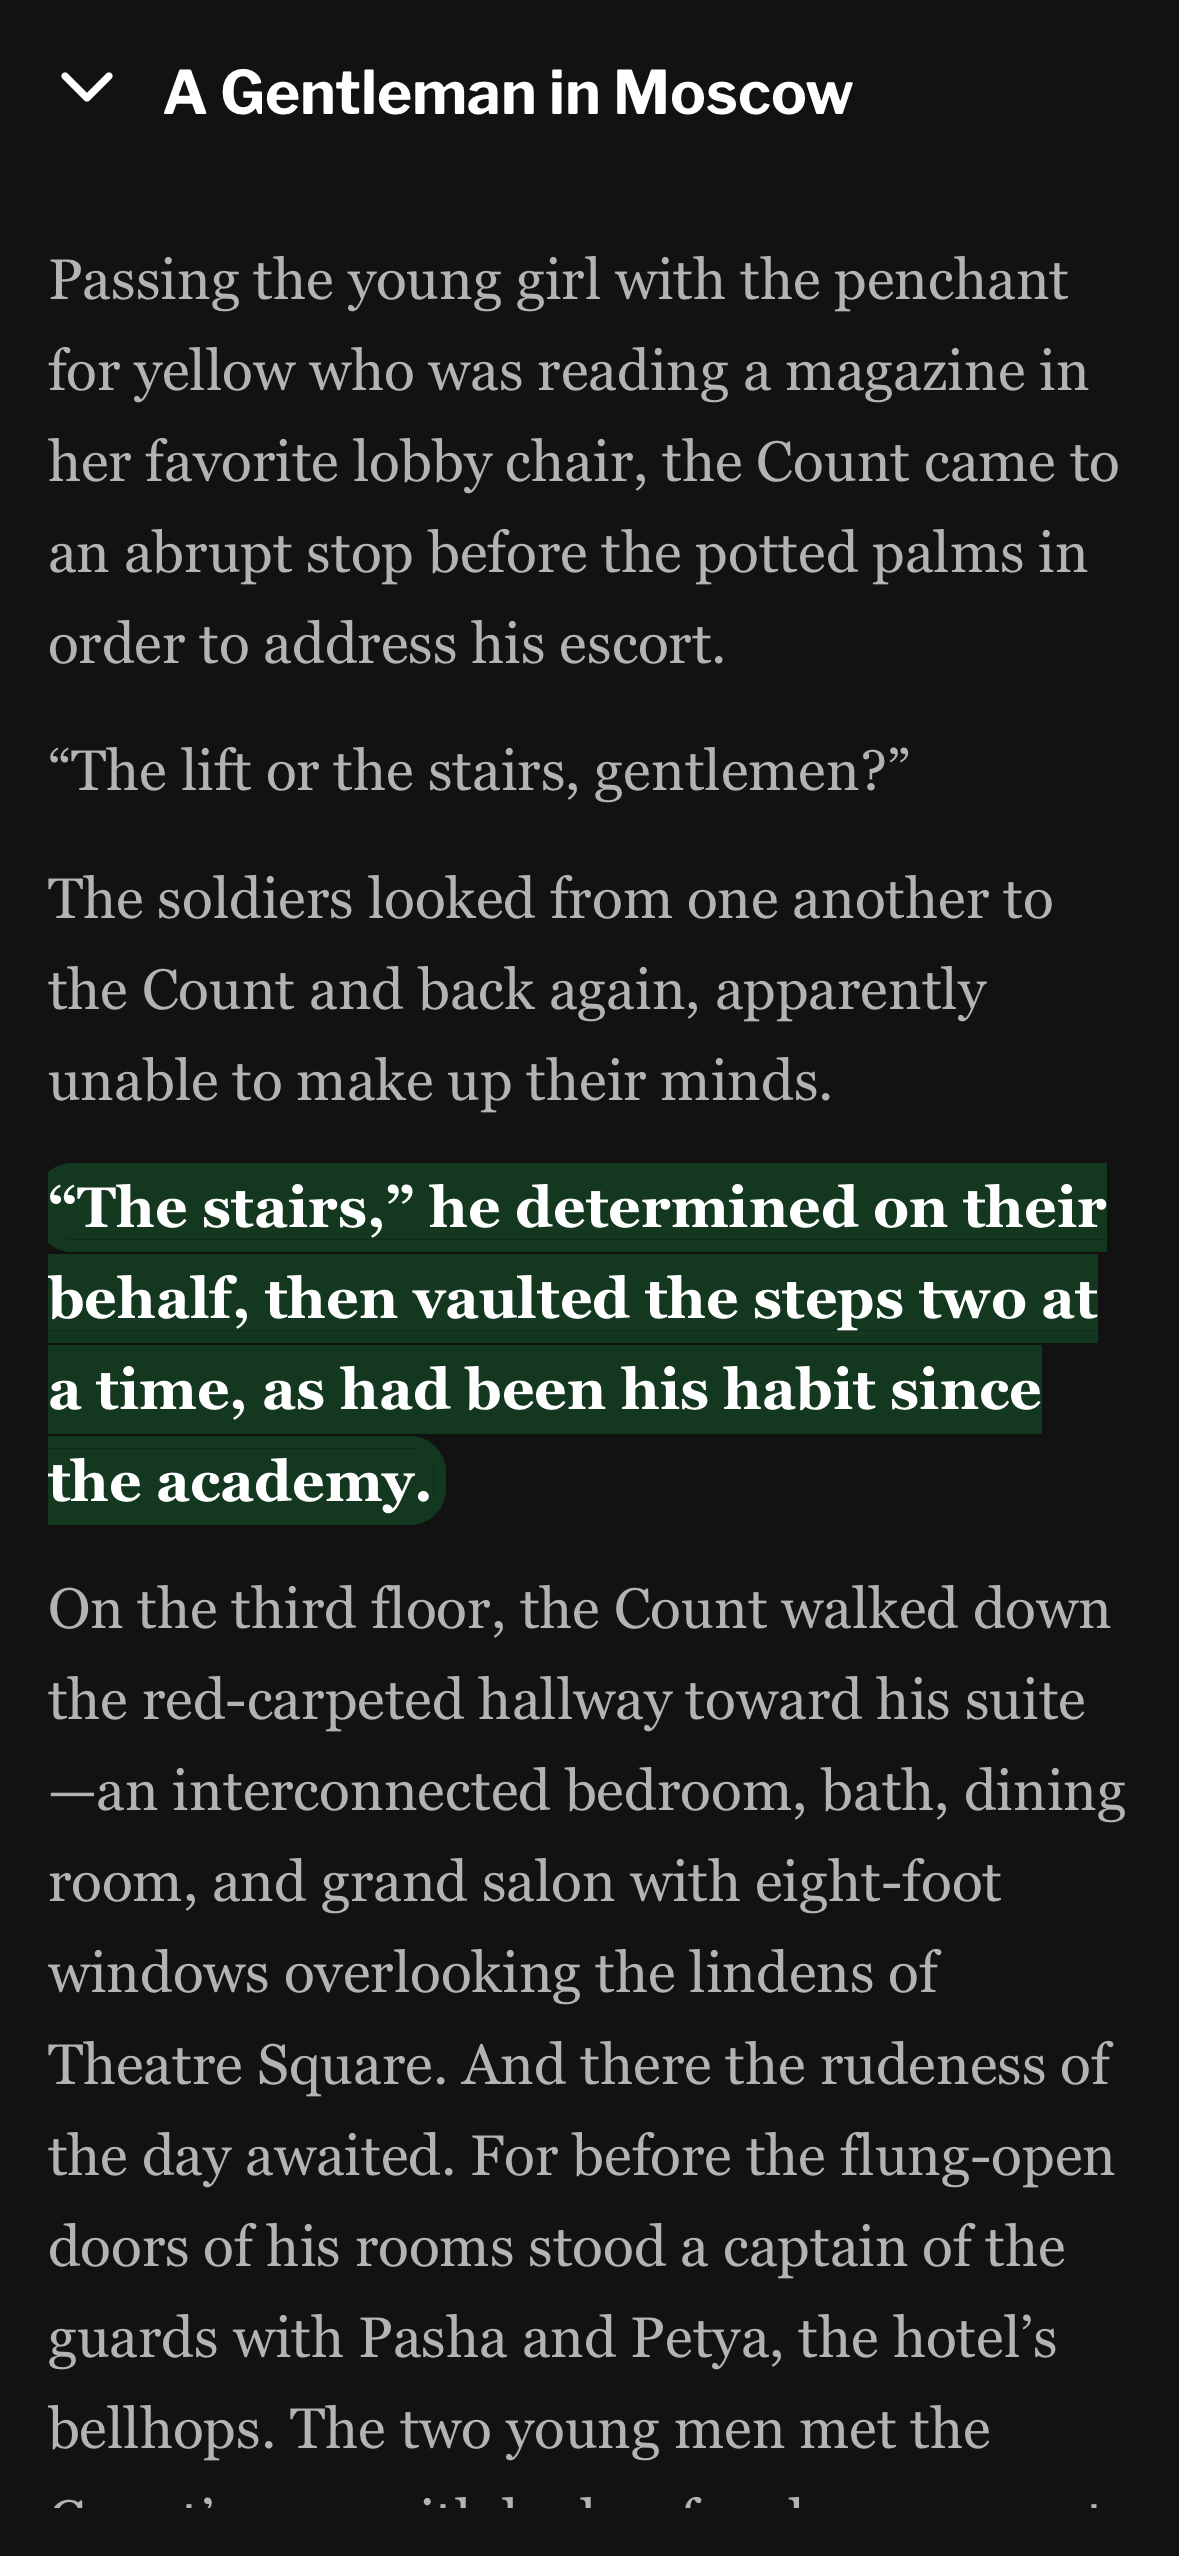 A Gentleman in Moscow
Passing the young girl with the penchant
for yellow who was reading a magazine in
her favorite lobby chair, the Count came to
an abrupt stop before the potted palms in
order to address his escort.
“The lift or the stairs, gentlemen?”
The soldiers looked from one another to
the Count and back again, apparently
unable to make up their minds.
“The stairs,” he determined on their
behalf, then vaulted the steps two at
a time, as had been his habit since
the academy.
On the third floor, the Count walked down
the red-carpeted hallway toward his suite
—an interconnected bedroom, bath, dining
room, and grand salon with eight-foot
windows overlooking the lindens of
Theatre Square. And there the rudeness of
the day awaited. For before the flung-open
doors of his rooms stood a captain of the
guards with Pasha and Petya, the hotel’s
bellhops. The two young men met the